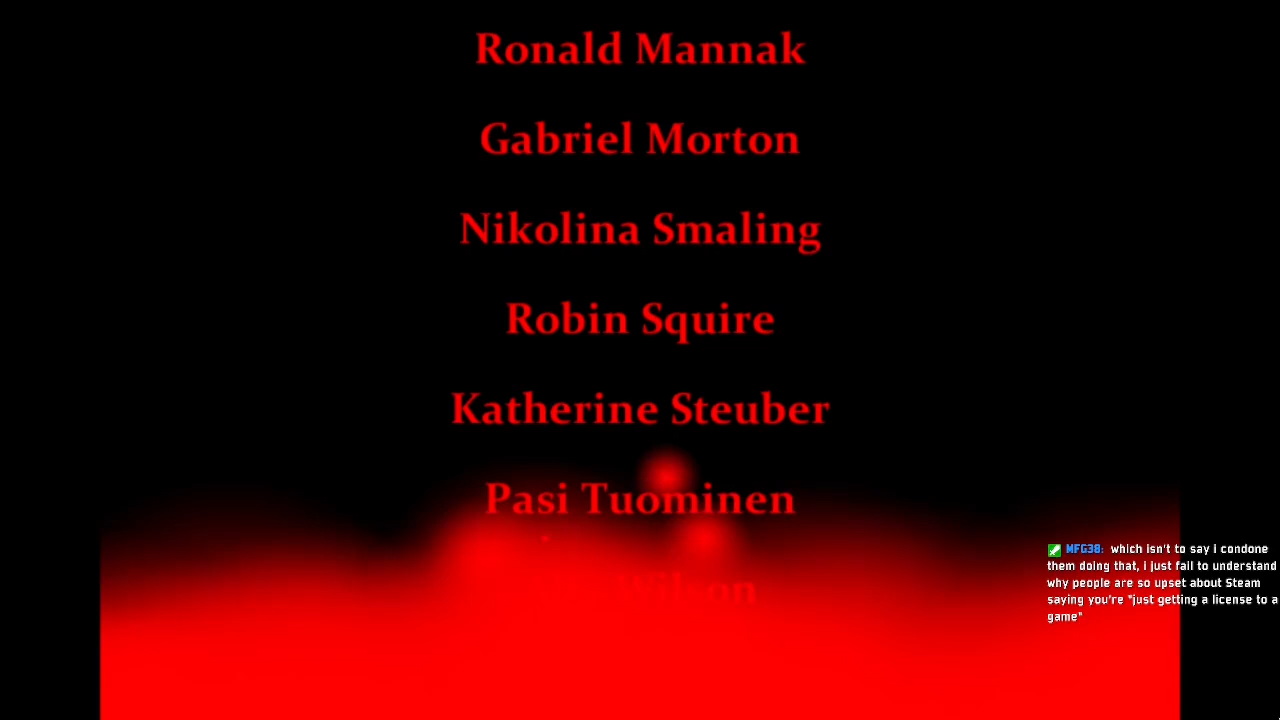 Ronald Mannak
Gabriel Morton
Nikolina Smaling
Robin Squire
Katherine Steuber
Pasi Tuominen
Wilson
MFG38: which isn't to say i condone
them doing that, i just fail to understand
why people are so upset about Steam
saying you're "just getting a license to a
game"